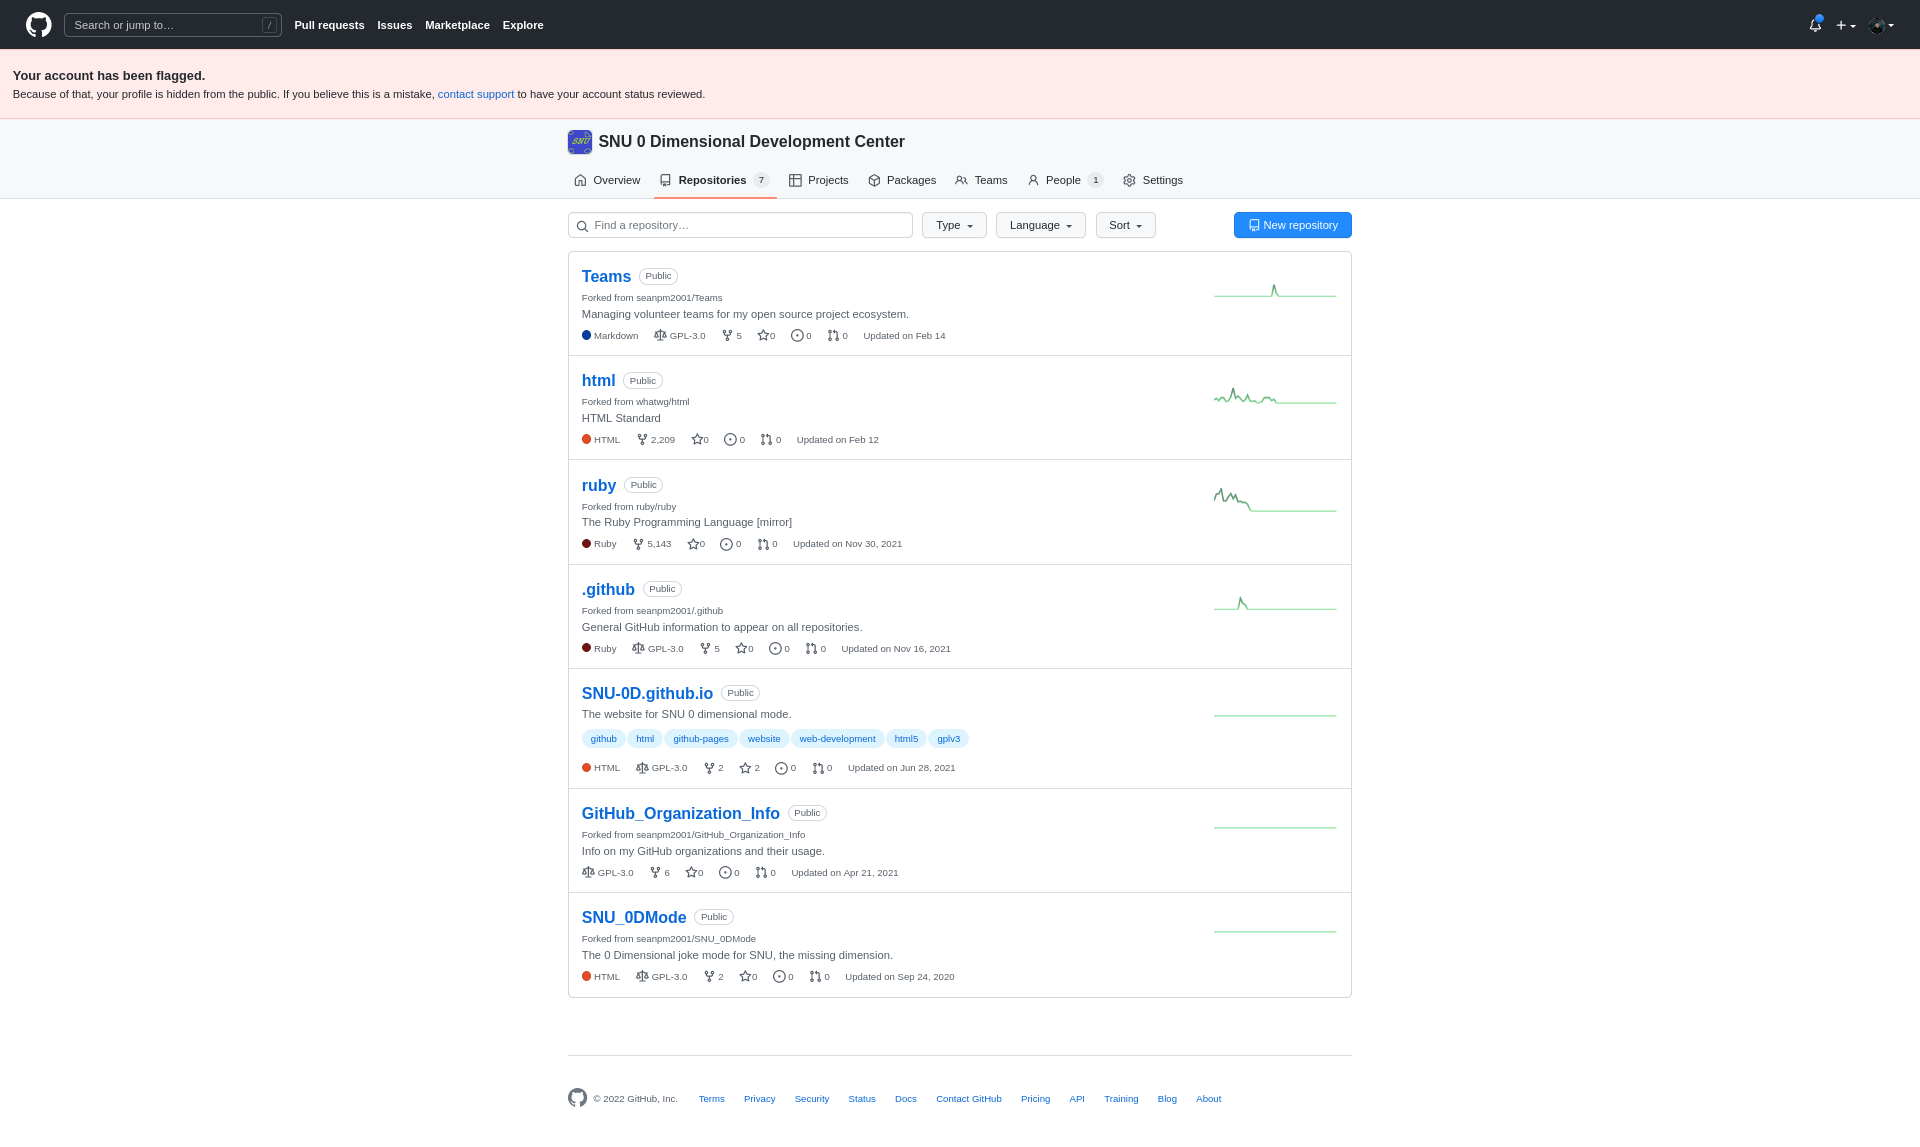 Search or jump to… /
Pull requests Issues Marketplace Explore
Your account has been flagged.
Because of that, your profile is hidden from the public. If you believe this is a mistake, contact support to have your account status reviewed.
SNU SNU 0 Dimensional Development Center
Overview Repositories 7 Projects Packages Teams People 1 Settings
Find a repository… Type Language Sort New repository
Teams Public
Forked from seanpm2001/Teams
Managing volunteer teams for my open source project ecosystem.
Markdown GPL-3.0 5 0 0 0 Updated on Feb 14
html Public
Forked from whatwg/html
HTML Standard
HTML 2,209 0 0 0 Updated on Feb 12
ruby Public
Forked from ruby/ruby
The Ruby Programming Language [mirror]
Ruby 5,143 0 0 0 Updated on Nov 30, 2021
.github Public
Forked from seanpm2001/.github
General GitHub information to appear on all repositories.
Ruby GPL-3.0 5 0 0 0 Updated on Nov 16, 2021
SNU-0D.github.io Public
The website for SNU 0 dimensional mode.
github html github-pages website web-development html5 gplv3
HTML GPL-3.0 2 2 0 0 Updated on Jun 28, 2021
GitHub_Organization_Info Public
Forked from seanpm2001/GitHub_Organization_Info
Info on my GitHub organizations and their usage.
GPL-3.0 6 0 0 0 Updated on Apr 21, 2021
SNU_0DMode Public
Forked from seanpm2001/SNU_0DMode
The 0 Dimensional joke mode for SNU, the missing dimension.
HTML GPL-3.0 2 0 0 0 Updated on Sep 24, 2020
© 2022 GitHub, Inc. Terms Privacy Security Status Docs Contact GitHub Pricing API Training Blog About